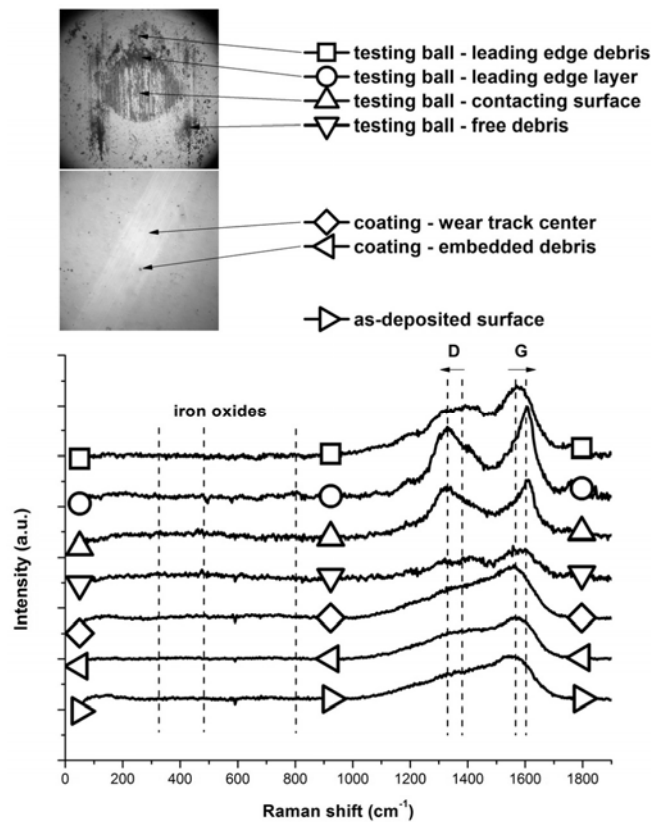 testing ball - leading edge debris
testing ball - leading edge layer
testing ball - contacting surface
testing ball - free debris
coating - wear track center
coating - embedded debris
as-deposited surface
D G
iron oxides
Intensity (a.u.)
0 200 400 600 800 1000 1200 1400 1600 1800
Raman shift (cm⁻¹)